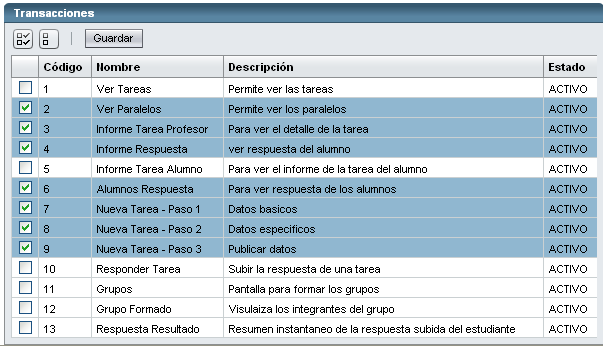 Transacciones
Guardar
Código Nombre Descripción Estado
1 Ver Tareas Permite ver las tareas ACTIVO
2 Ver Paralelos Permite ver los paralelos ACTIVO
3 Informe Tarea Profesor Para ver el detalle de la tarea ACTIVO
4 Informe Respuesta ver respuesta del alumno ACTIVO
5 Informe Tarea Alumno Para ver el informe de la tarea del alumno ACTIVO
6 Alumnos Respuesta Para ver respuesta de los alumnos ACTIVO
7 Nueva Tarea - Paso 1 Datos basicos ACTIVO
8 Nueva Tarea - Paso 2 Datos especificos ACTIVO
9 Nueva Tarea - Paso 3 Publicar datos ACTIVO
10 Responder Tarea Subir la respuesta de una tarea ACTIVO
11 Grupos Pantalla para formar los grupos ACTIVO
12 Grupo Formado Visulaiza los integrantes del grupo ACTIVO
13 Respuesta Resultado Resumen instantaneo de la respuesta subida del estudiante ACTIVO